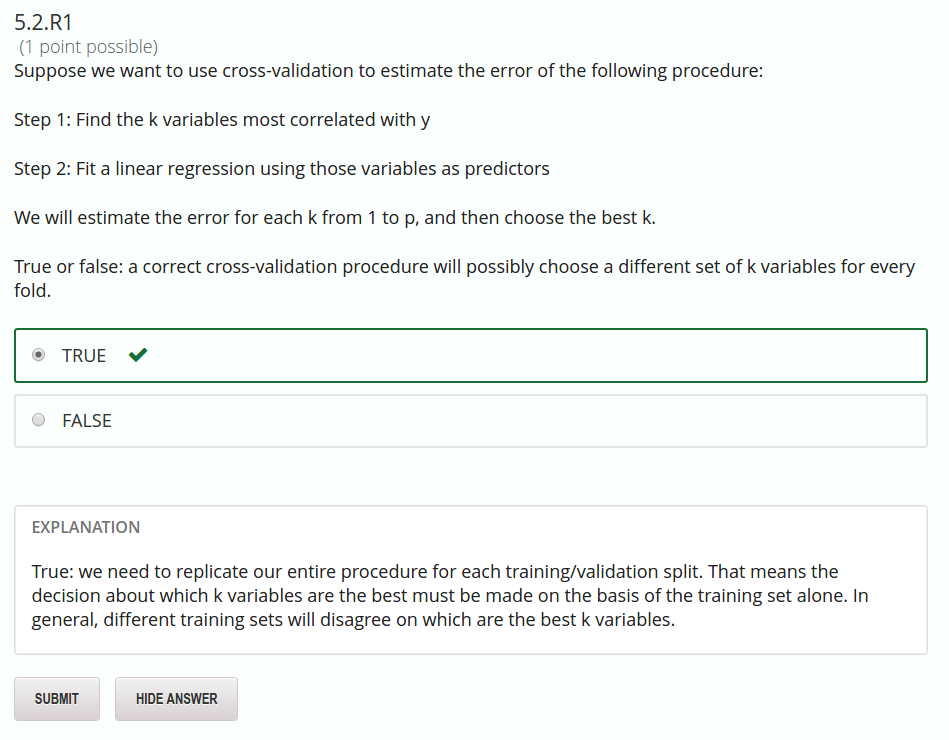 5.2.R1
(1 point possible)
Suppose we want to use cross-validation to estimate the error of the following procedure:
Step 1: Find the k variables most correlated with y
Step 2: Fit a linear regression using those variables as predictors
We will estimate the error for each k from 1 to p, and then choose the best k.
True or false: a correct cross-validation procedure will possibly choose a different set of k variables for every
fold.
TRUE
FALSE
EXPLANATION
True: we need to replicate our entire procedure for each training/validation split. That means the
decision about which k variables are the best must be made on the basis of the training set alone. In
general, different training sets will disagree on which are the best k variables.
SUBMIT
HIDE ANSWER